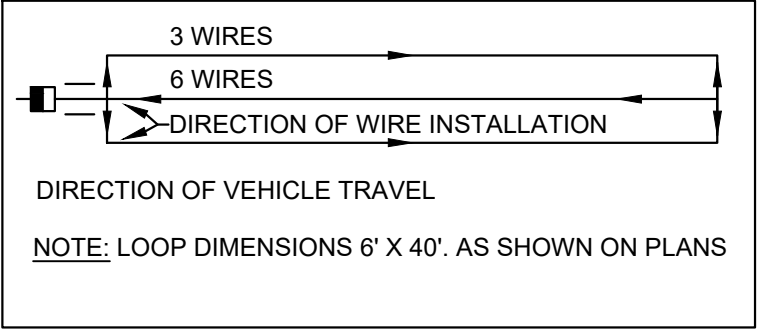 3 WIRES
6 WIRES
DIRECTION OF WIRE INSTALLATION
DIRECTION OF VEHICLE TRAVEL
NOTE: LOOP DIMENSIONS 6' X 40'. AS SHOWN ON PLANS